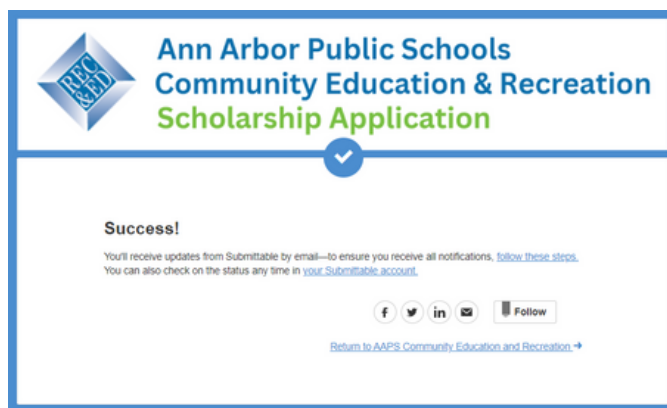 REC
&ED
Ann Arbor Public Schools
Community Education & Recreation
Scholarship Application
Success!
You'll receive updates from Submittable by email—to ensure you receive all notifications, follow these steps.
You can also check on the status any time in your Submittable account.
f in Follow
Return to AAPS Community Education and Recreation ➔